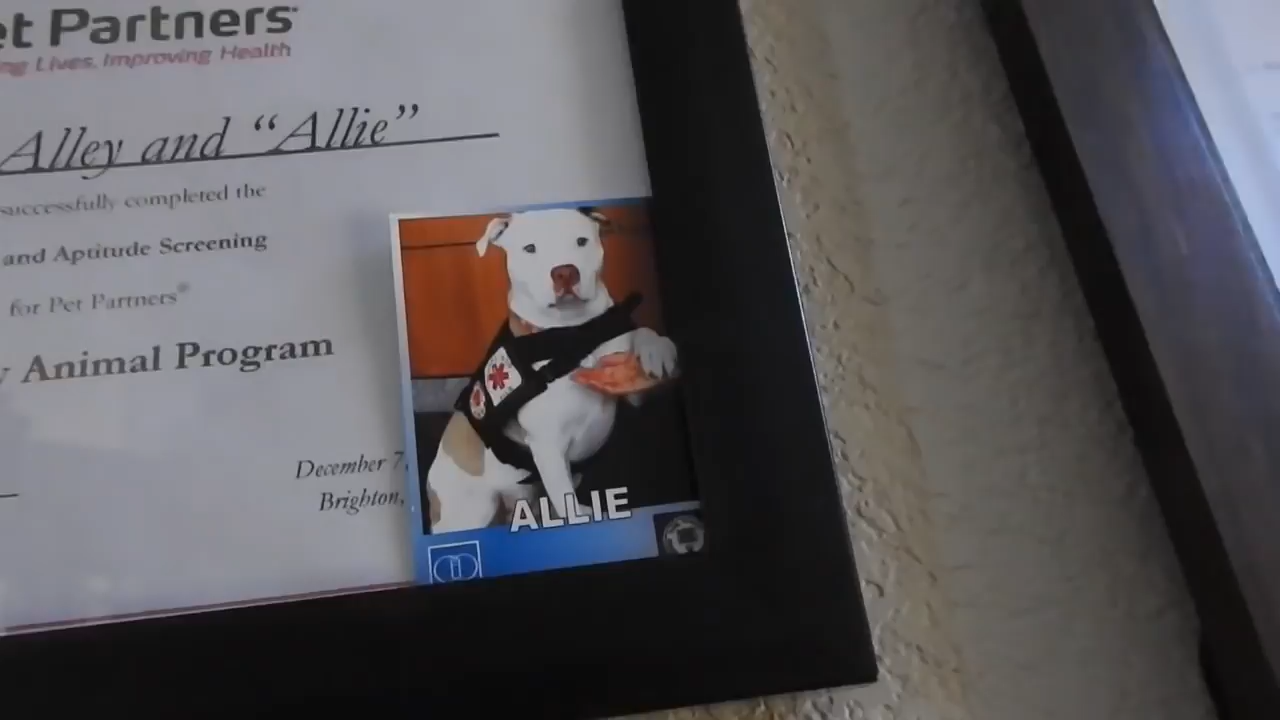 et Partners
ng Lives, Improving Health
Alley and “Allie”
successfully completed the
and Aptitude Screening
for Pet Partners®
y Animal Program
December 7
Brighton,
ALLIE